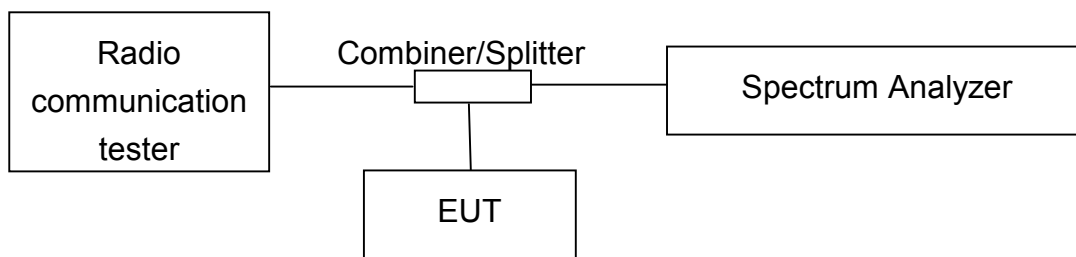 Radio
communication
tester
Combiner/Splitter
Spectrum Analyzer
EUT